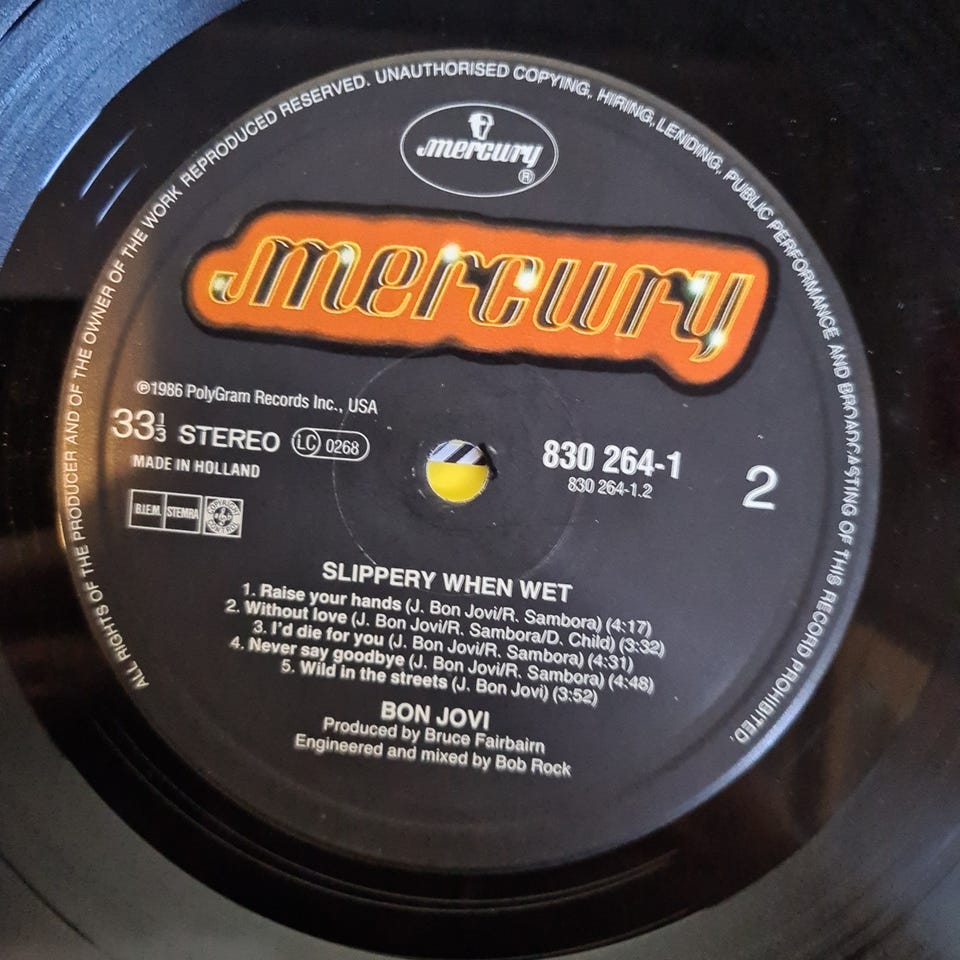 ALL RIGHTS OF THE PRODUCER AND OF THE OWNER OF THE WORK REPRODUCED RESERVED. UNAUTHORISED COPYING, HIRING, LENDING, PUBLIC PERFORMANCE AND BROADCASTING OF THIS RECORD PROHIBITED.
mercury
®
mercury
℗1986 PolyGram Records Inc., USA
33⅓ STEREO LC 0268
MADE IN HOLLAND
B.I.E.M. STEMRA
830 264-1
830 264-1.2
2
SLIPPERY WHEN WET
1. Raise your hands (J. Bon Jovi/R. Sambora) (4:17)
2. Without love (J. Bon Jovi/R. Sambora/D. Child) (3:32)
3. I'd die for you (J. Bon Jovi/R. Sambora) (4:31)
4. Never say goodbye (J. Bon Jovi/R. Sambora) (4:48)
5. Wild in the streets (J. Bon Jovi) (3:52)
BON JOVI
Produced by Bruce Fairbairn
Engineered and mixed by Bob Rock